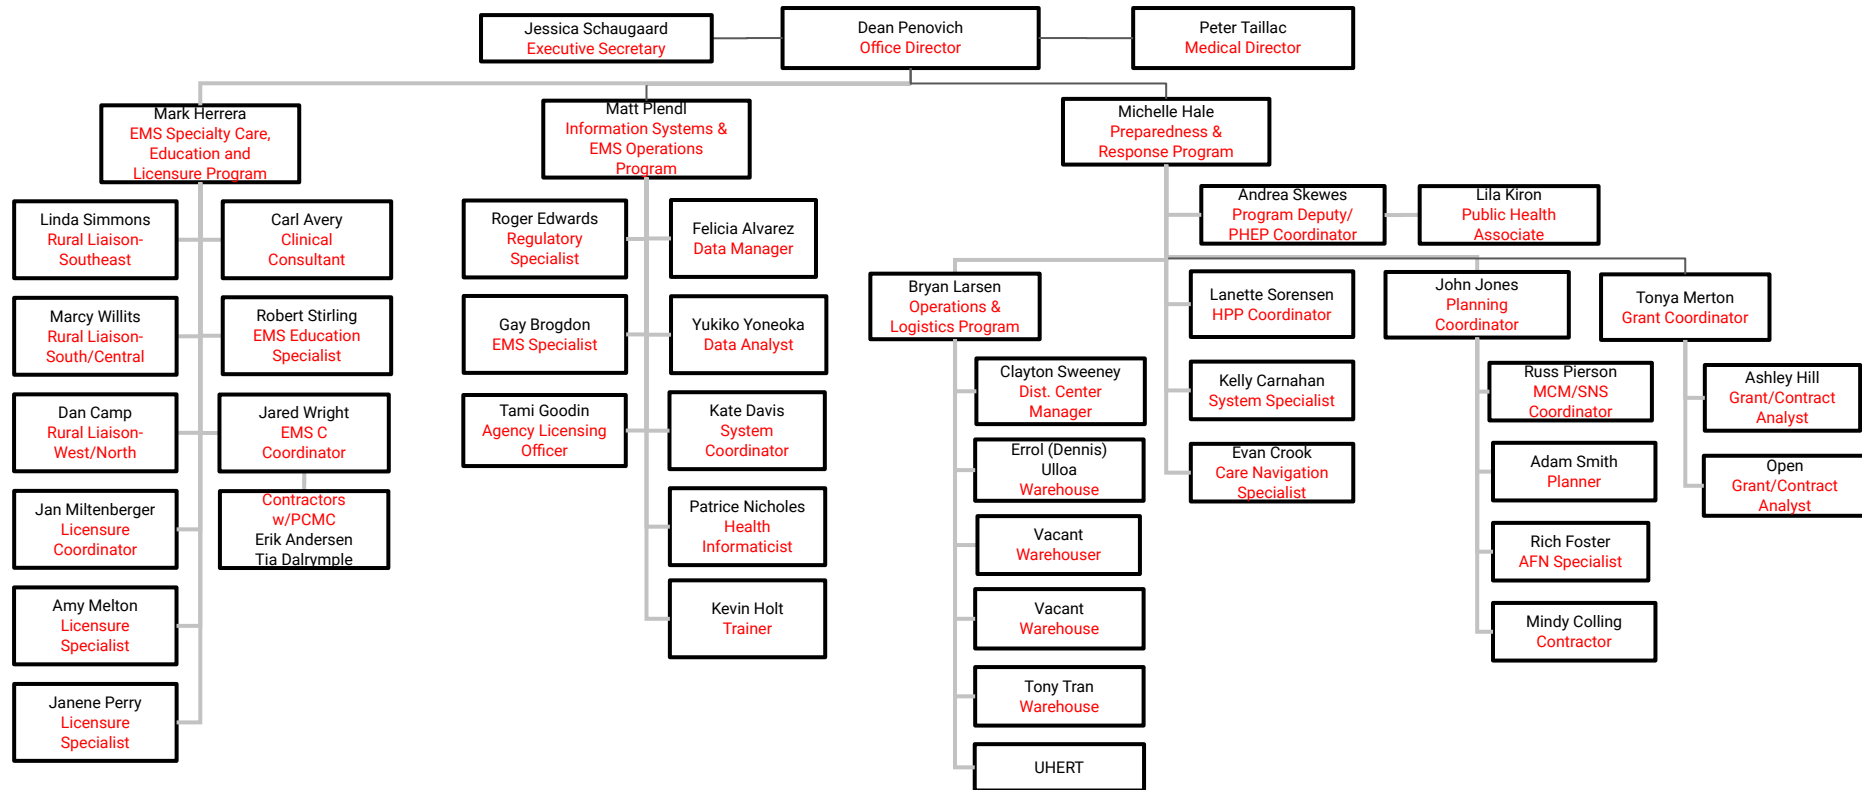 Jessica Schaugaard
Executive Secretary
Dean Penovich
Office Director
Peter Taillac
Medical Director
Mark Herrera
EMS Specialty Care,
Education and
Licensure Program
Matt Plendl
Information Systems &
EMS Operations
Program
Michelle Hale
Preparedness &
Response Program
Linda Simmons
Rural Liaison-
Southeast
Carl Avery
Clinical
Consultant
Marcy Willits
Rural Liaison-
South/Central
Robert Stirling
EMS Education
Specialist
Dan Camp
Rural Liaison-
West/North
Jared Wright
EMS C
Coordinator
Jan Miltenberger
Licensure
Coordinator
Contractors
w/PCMC
Erik Andersen
Tia Dalrymple
Amy Melton
Licensure
Specialist
Janene Perry
Licensure
Specialist
Roger Edwards
Regulatory
Specialist
Felicia Alvarez
Data Manager
Gay Brogdon
EMS Specialist
Yukiko Yoneoka
Data Analyst
Tami Goodin
Agency Licensing
Officer
Kate Davis
System
Coordinator
Patrice Nicholes
Health
Informaticist
Kevin Holt
Trainer
Andrea Skewes
Program Deputy/
PHEP Coordinator
Lila Kiron
Public Health
Associate
Bryan Larsen
Operations &
Logistics Program
Lanette Sorensen
HPP Coordinator
John Jones
Planning
Coordinator
Tonya Merton
Grant Coordinator
Clayton Sweeney
Dist. Center
Manager
Errol (Dennis)
Ulloa
Warehouse
Vacant
Warehouser
Vacant
Warehouse
Tony Tran
Warehouse
UHERT
Kelly Carnahan
System Specialist
Evan Crook
Care Navigation
Specialist
Russ Pierson
MCM/SNS
Coordinator
Adam Smith
Planner
Rich Foster
AFN Specialist
Mindy Colling
Contractor
Ashley Hill
Grant/Contract
Analyst
Open
Grant/Contract
Analyst